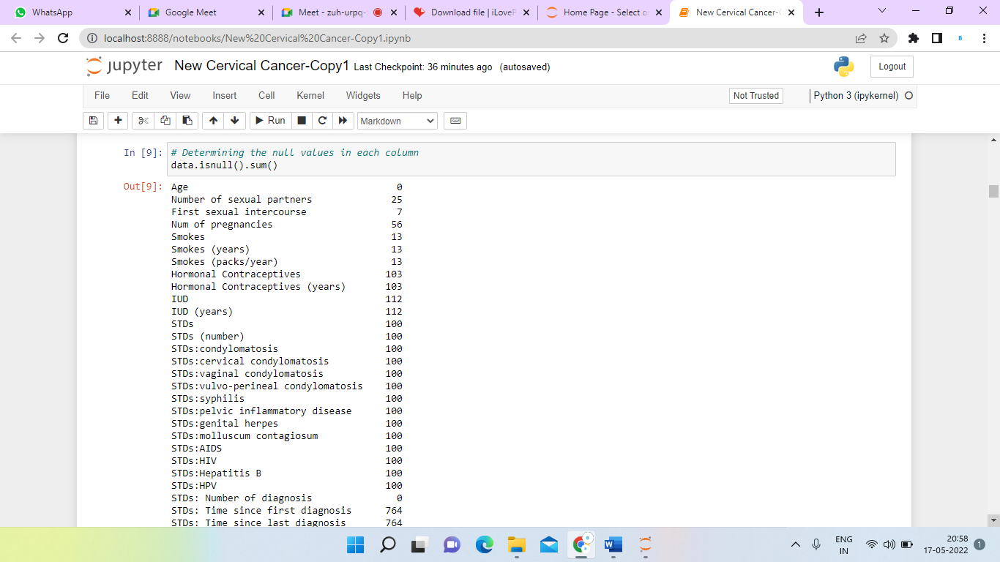 WhatsApp
Google Meet
Meet - zuh-urpq-
Download file | iLoveP
Home Page - Select o
New Cervical Cancer-
localhost:8888/notebooks/New%20Cervical%20Cancer-Copy1.ipynb
B
jupyter New Cervical Cancer-Copy1 Last Checkpoint: 36 minutes ago (autosaved)
Logout
File Edit View Insert Cell Kernel Widgets Help
Not Trusted
Python 3 (ipykernel)
Run
Markdown
In [9]: # Determining the null values in each column
data.isnull().sum()
Out[9]: Age 0
Number of sexual partners 25
First sexual intercourse 7
Num of pregnancies 56
Smokes 13
Smokes (years) 13
Smokes (packs/year) 13
Hormonal Contraceptives 103
Hormonal Contraceptives (years) 103
IUD 112
IUD (years) 112
STDs 100
STDs (number) 100
STDs:condylomatosis 100
STDs:cervical condylomatosis 100
STDs:vaginal condylomatosis 100
STDs:vulvo-perineal condylomatosis 100
STDs:syphilis 100
STDs:pelvic inflammatory disease 100
STDs:genital herpes 100
STDs:molluscum contagiosum 100
STDs:AIDS 100
STDs:HIV 100
STDs:Hepatitis B 100
STDs:HPV 100
STDs: Number of diagnosis 0
STDs: Time since first diagnosis 764
STDs: Time since last diagnosis 764
B
W
ENG
IN
20:58
17-05-2022
1